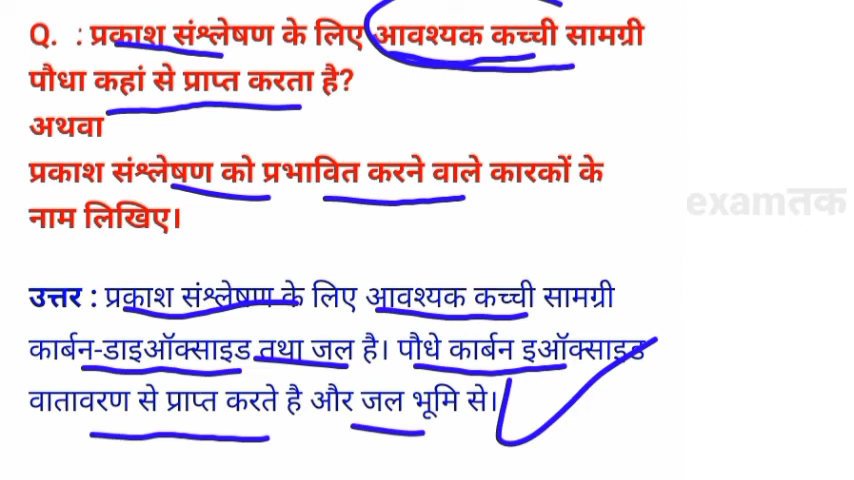 Q. : प्रकाश संश्लेषण के लिए आवश्यक कच्ची सामग्री
पौधा कहां से प्राप्त करता है?
अथवा
प्रकाश संश्लेषण को प्रभावित करने वाले कारकों के
नाम लिखिए।
examतक
उत्तर : प्रकाश संश्लेषण के लिए आवश्यक कच्ची सामग्री
कार्बन-डाइऑक्साइड तथा जल है। पौधे कार्बन इऑक्साइड
वातावरण से प्राप्त करते है और जल भूमि से।